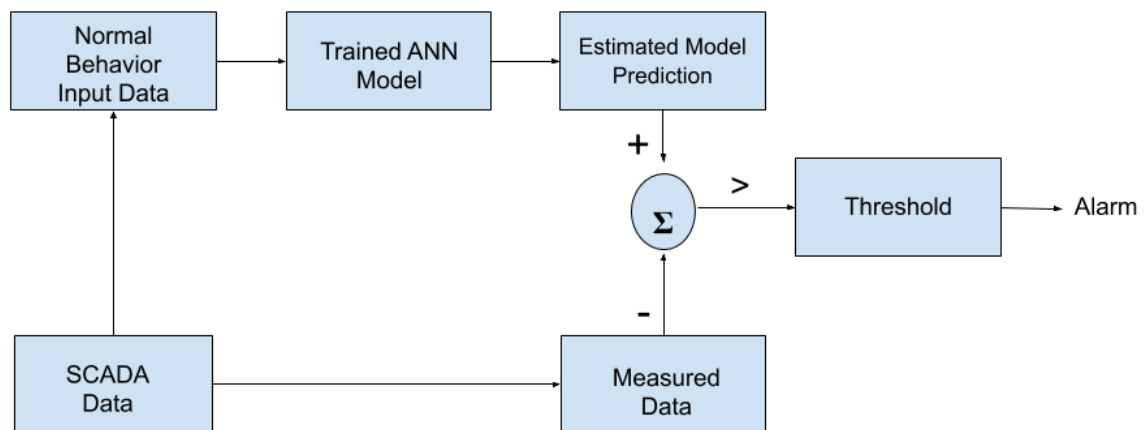 Normal
Behavior
Input Data
Trained ANN
Model
Estimated Model
Prediction
+
Σ
>
Threshold
Alarm
-
SCADA
Data
Measured
Data